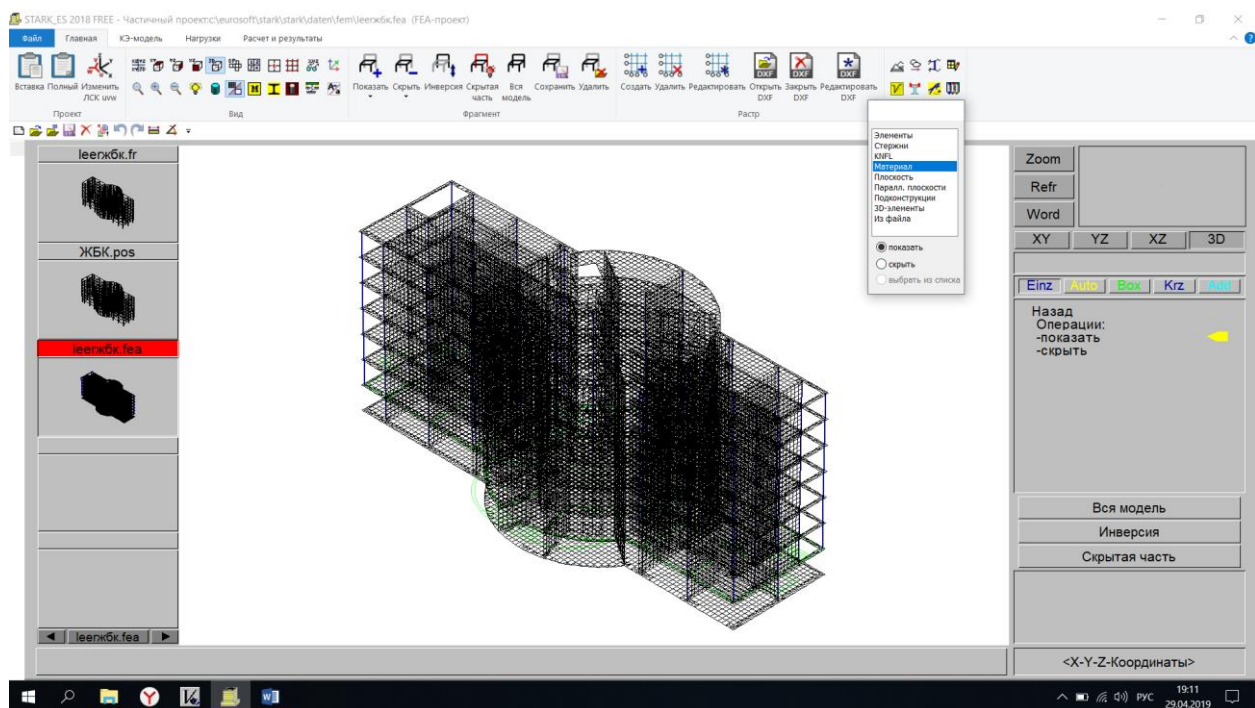 STARK_ES 2018 FREE - Частичный проект:c:\eurosoft\stark\stark\daten\fem\leerжбк.fea (FEA-проект)
Файл Главная КЭ-модель Нагрузки Расчет и результаты
Вставка Полный Изменить ЛСК uvw
Показать Скрыть Инверсия Скрытая часть Вся модель Сохранить Удалить
Создать Удалить Редактировать Открыть DXF Закрыть DXF Редактировать DXF
Проект Вид Фрагмент Растр
leerжбк.fr
ЖБК.pos
leerжбк.fea
leerжбк.fea
Элементы
Стержни
KNFL
Материал
Плоскость
Паралл. плоскости
Подконструкции
3D-элементы
Из файла
показать
скрыть
выбрать из списка
Zoom
Refr
Word
XY YZ XZ 3D
Einz Auto Box Krz Add
Назад
Операции:
-показать
-скрыть
Вся модель
Инверсия
Скрытая часть
<X-Y-Z-Координаты>
РУС
19:11
29.04.2019